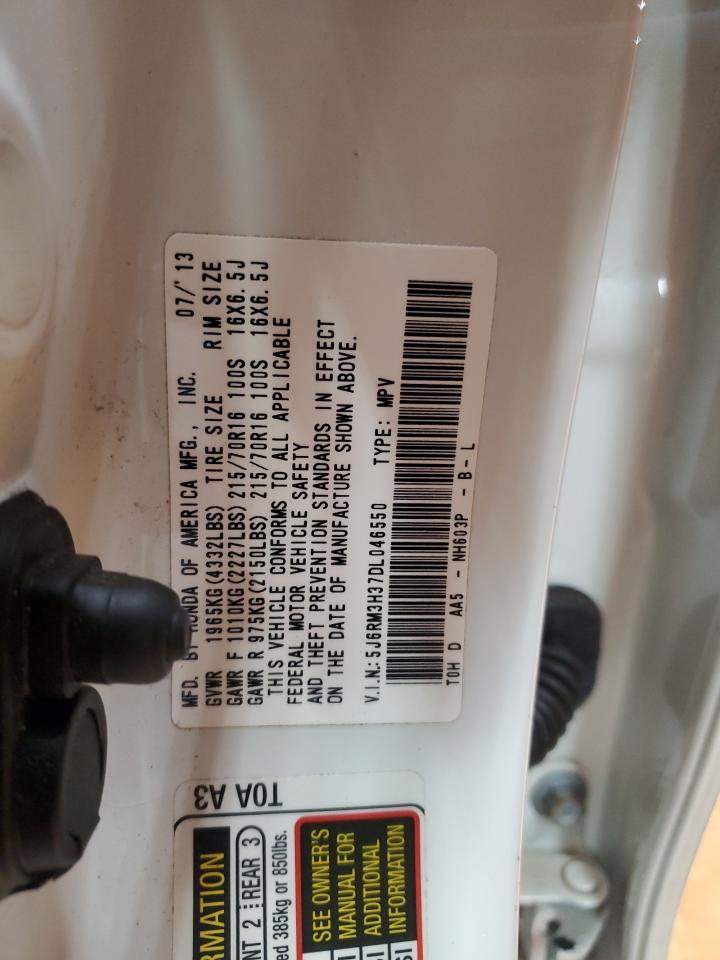 MFD. BY HONDA OF AMERICA MFG., INC. 07/'13
GVWR 1965KG(4332LBS) TIRE SIZE RIM SIZE
GAWR F 1010KG(2227LBS) 215/70R16 100S 16X6.5J
GAWR R 975KG(2150LBS) 215/70R16 100S 16X6.5J
THIS VEHICLE CONFORMS TO ALL APPLICABLE
FEDERAL MOTOR VEHICLE SAFETY
AND THEFT PREVENTION STANDARDS IN EFFECT
ON THE DATE OF MANUFACTURE SHOWN ABOVE.
V.I.N.: 5J6RM3H37DL046550 TYPE: MPV
T0H D AA5 - NH603P - B - L
T0A A3
RMATION
NT 2 REAR 3
ed 385kg or 850lbs.
SEE OWNER'S
MANUAL FOR
ADDITIONAL
INFORMATION